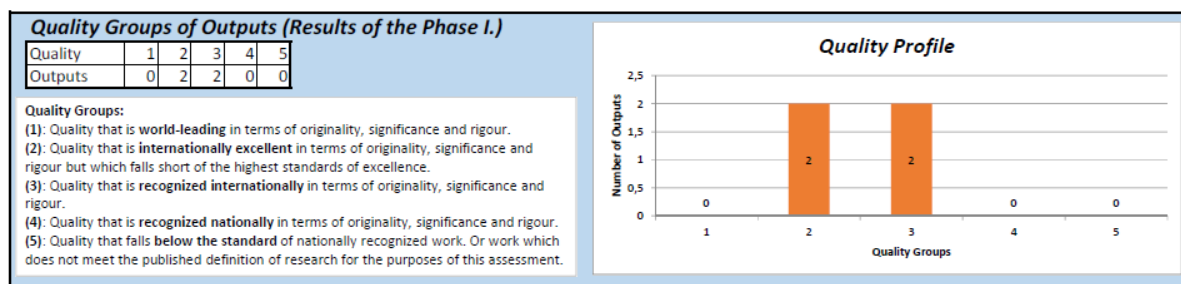 Quality Groups of Outputs (Results of the Phase I.)
Quality 1 2 3 4 5
Outputs 0 2 2 0 0
Quality Groups:
(1): Quality that is world-leading in terms of originality, significance and rigour.
(2): Quality that is internationally excellent in terms of originality, significance and
rigour but which falls short of the highest standards of excellence.
(3): Quality that is recognized internationally in terms of originality, significance and
rigour.
(4): Quality that is recognized nationally in terms of originality, significance and rigour.
(5): Quality that falls below the standard of nationally recognized work. Or work which
does not meet the published definition of research for the purposes of this assessment.
Quality Profile
Number of Outputs
2,5
2
1,5
1
0,5
0
0 2 2 0 0
1 2 3 4 5
Quality Groups